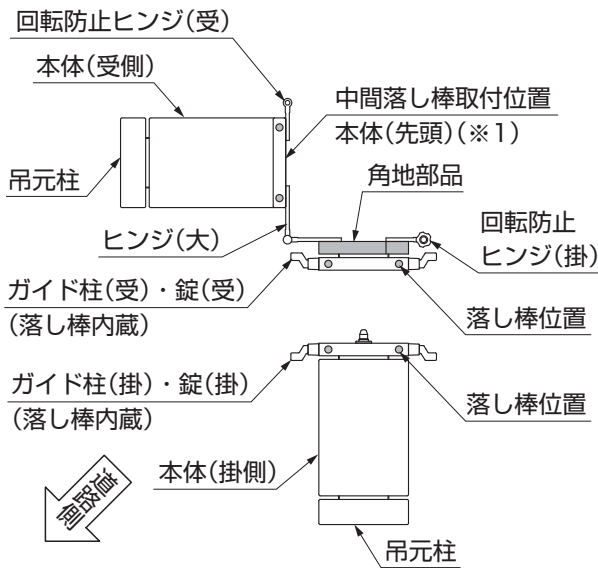 回転防止ヒンジ(受)
本体(受側)
中間落し棒取付位置
本体(先頭)(※1)
吊元柱
角地部品
回転防止
ヒンジ(掛)
ヒンジ(大)
ガイド柱(受)・錠(受)
(落し棒内蔵)
落し棒位置
ガイド柱(掛)・錠(掛)
(落し棒内蔵)
落し棒位置
本体(掛側)
道路側
吊元柱